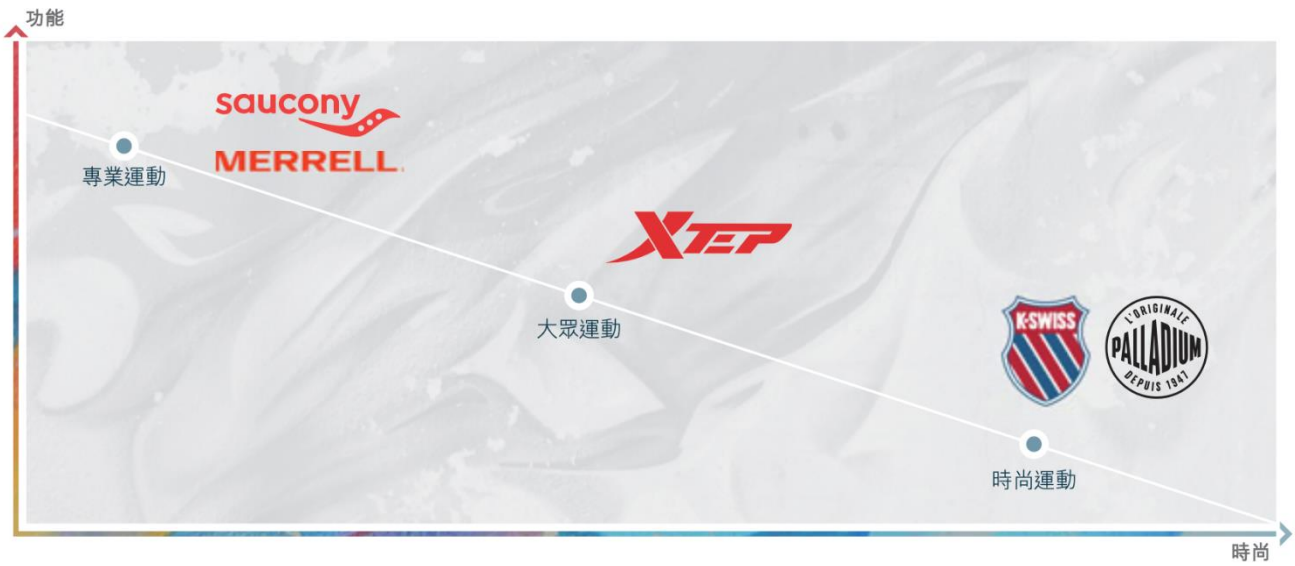 功能
saucony
MERRELL
專業運動
XTEP
大眾運動
K·SWISS
L'ORIGINALE
PALLADIUM
DEPUIS 1947
時尚運動
時尚